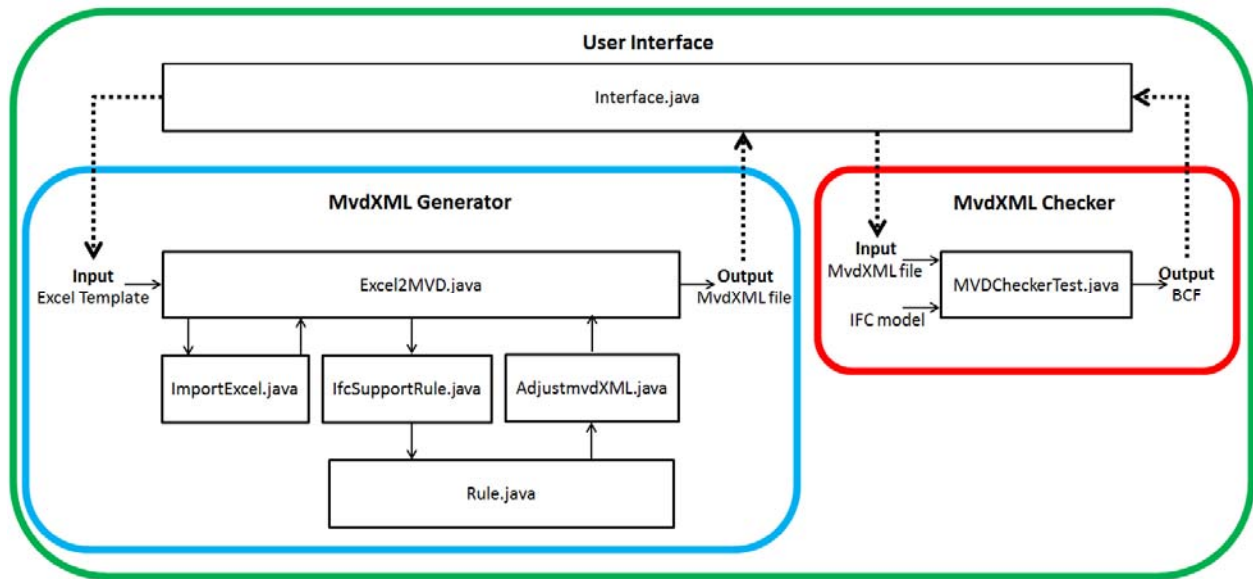 User Interface
Interface.java
MvdXML Generator
Input
Excel Template
Excel2MVD.java
Output
MvdXML file
ImportExcel.java
IfcSupportRule.java
AdjustmvdXML.java
Rule.java
MvdXML Checker
Input
MvdXML file
IFC model
MVDCheckerTest.java
Output
BCF